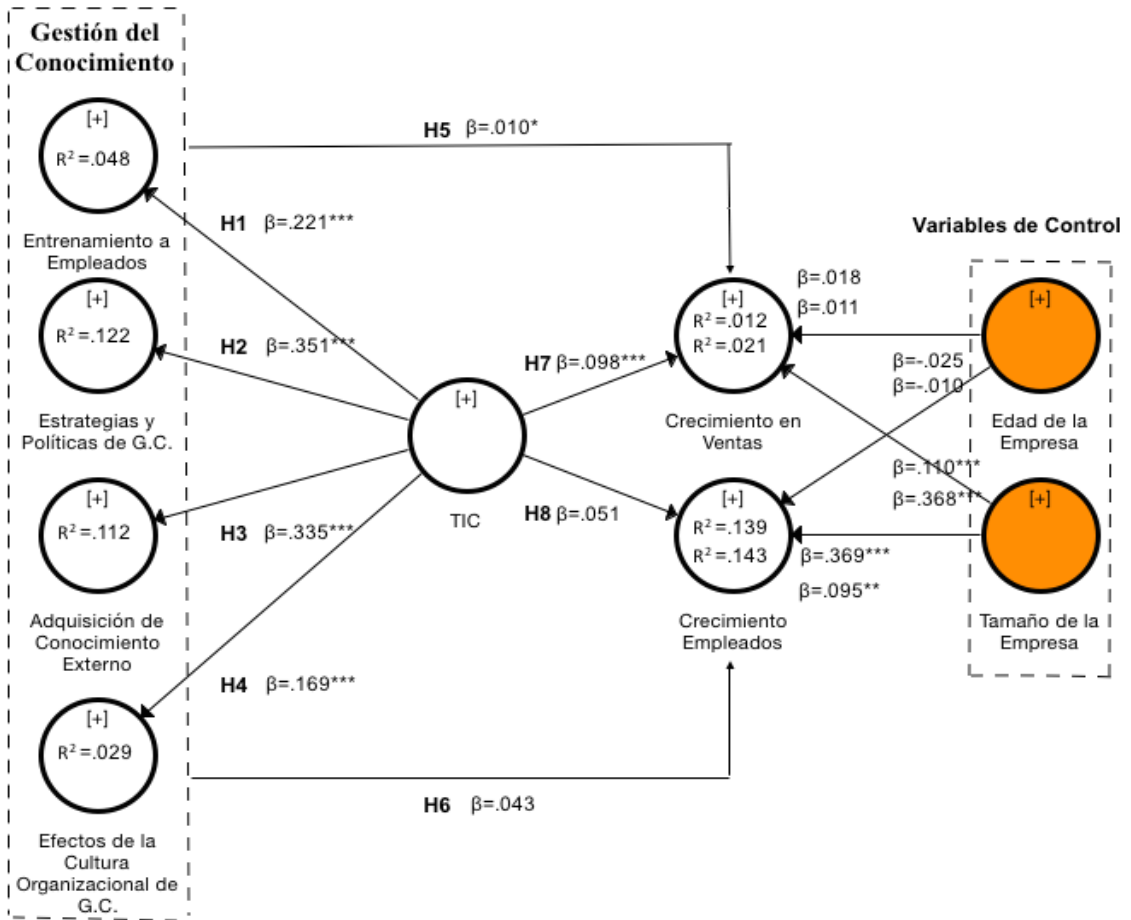 Gestión del
Conocimiento
[+]
R² =.048
Entrenamiento a
Empleados
[+]
R² =.122
Estrategias y
Políticas de G.C.
[+]
R² =.112
Adquisición de
Conocimiento
Externo
[+]
R² =.029
Efectos de la
Cultura
Organizacional de
G.C.
H5 β=.010*
H1 β=.221***
H2 β=.351***
H3 β=.335***
H4 β=.169***
H6 β=.043
[+]
TIC
H7 β=.098***
H8 β=.051
[+]
R² =.012
R² =.021
Crecimiento en
Ventas
[+]
R² =.139
R² =.143
Crecimiento
Empleados
β=.018
β=.011
β=-.025
β=-.010
β=.110***
β=.368***
β=.369***
β=.095**
Variables de Control
[+]
Edad de la
Empresa
[+]
Tamaño de la
Empresa